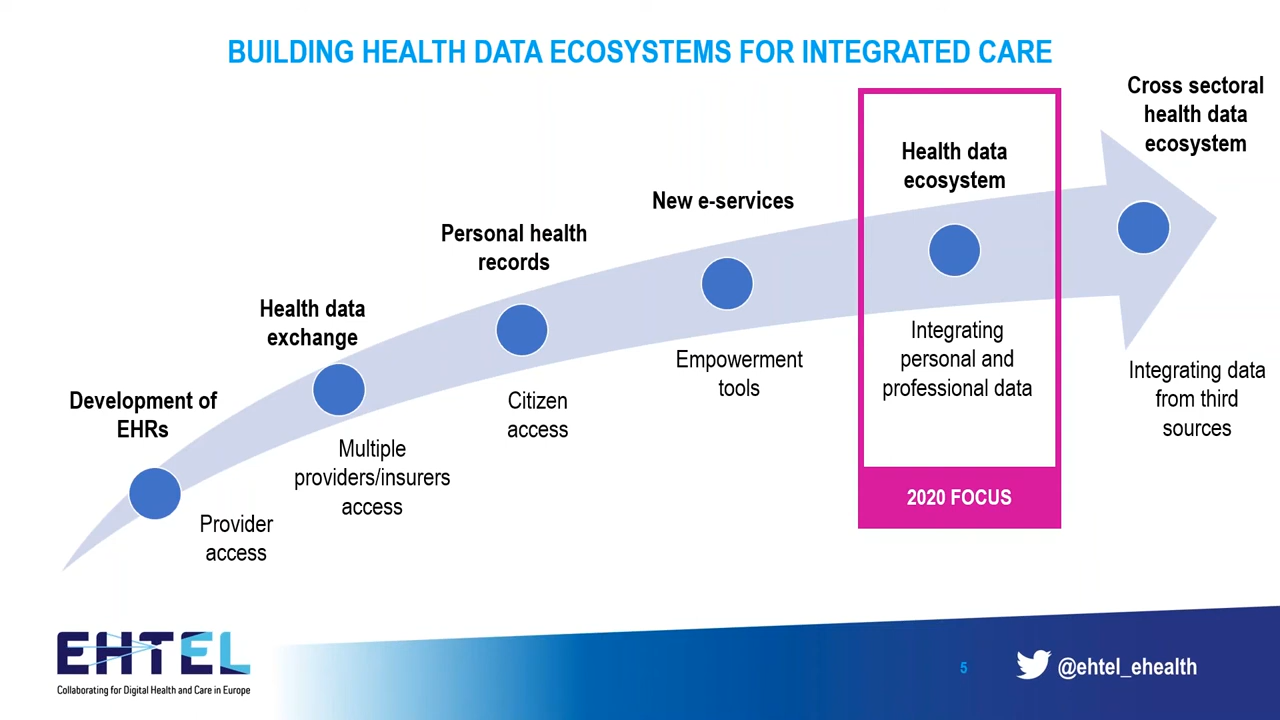 BUILDING HEALTH DATA ECOSYSTEMS FOR INTEGRATED CARE
Development of
EHRs
Provider
access
Health data
exchange
Multiple
providers/insurers
access
Personal health
records
Citizen
access
New e-services
Empowerment
tools
Health data
ecosystem
Integrating
personal and
professional data
2020 FOCUS
Cross sectoral
health data
ecosystem
Integrating data
from third
sources
EHTEL
Collaborating for Digital Health and Care in Europe
5
@ehtel_ehealth